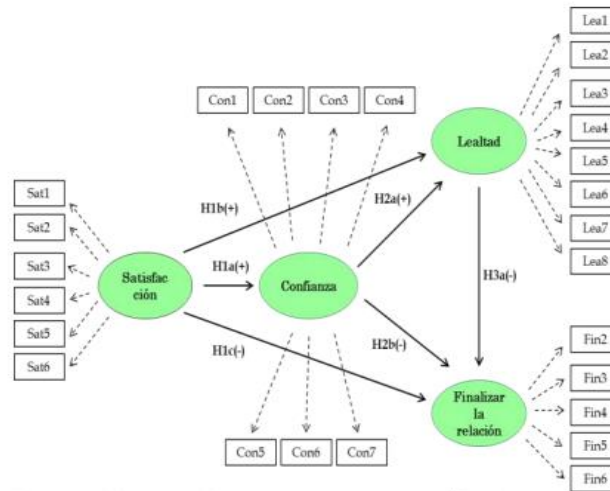 Lea1
Lea2
Lea3
Lea4
Lea5
Lea6
Lea7
Lea8
Con1
Con2
Con3
Con4
Lealtad
H1b(+)
H2a(+)
Sat1
Sat2
Sat3
Sat4
Sat5
Sat6
Satisfac
ción
H1a(+)
Confianza
H3a(-)
H1c(-)
H2b(-)
Finalizar
la
relación
Fin2
Fin3
Fin4
Fin5
Fin6
Con5
Con6
Con7